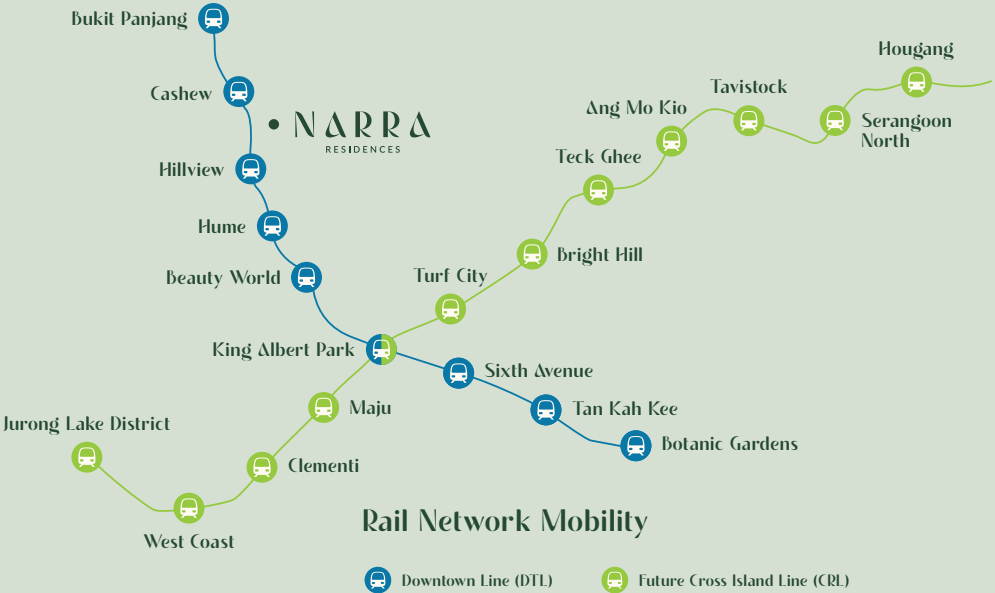 Bukit Panjang
Cashew
NARRA
RESIDENCES
Hillview
Hume
Beauty World
King Albert Park
Hougang
Tavistock
Ang Mo Kio
Serangoon
North
Teck Ghee
Bright Hill
Turf City
Sixth Avenue
Tan Kah Kee
Botanic Gardens
Maju
Jurong Lake District
Clementi
West Coast
Rail Network Mobility
Downtown Line (DTL)
Future Cross Island Line (CRL)